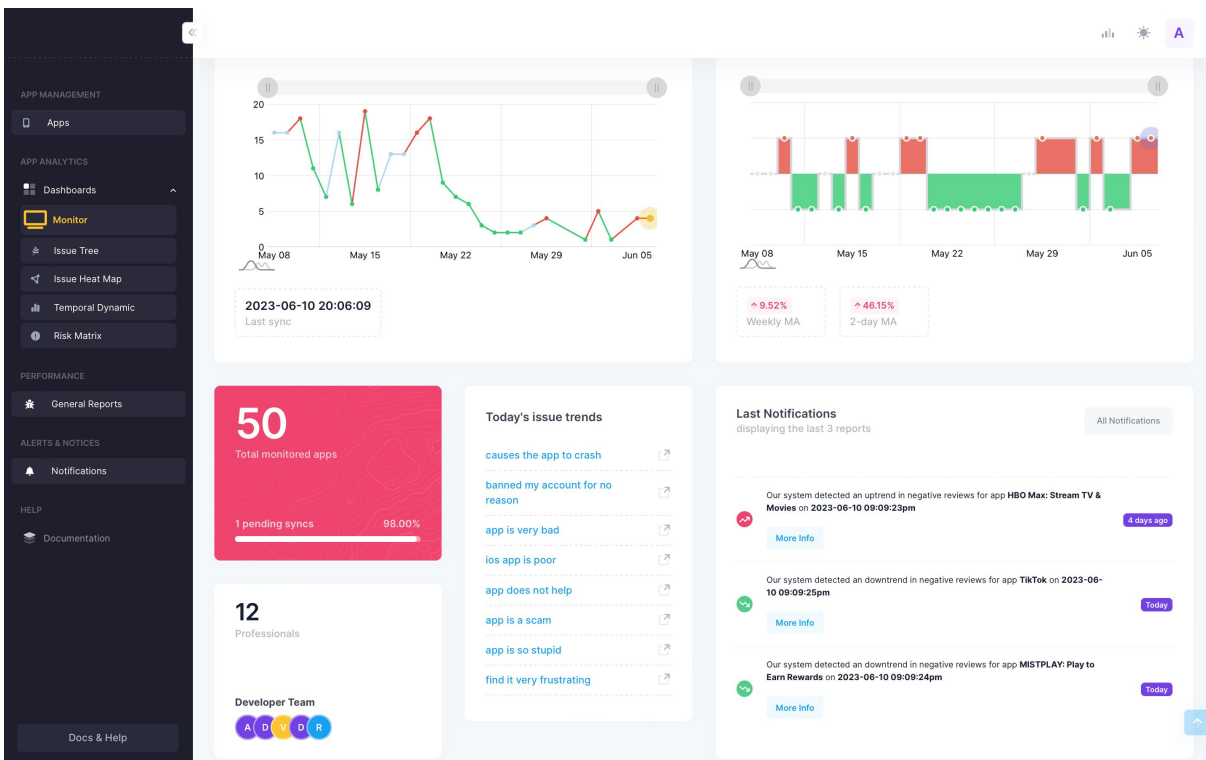 A
APP MANAGEMENT
Apps
APP ANALYTICS
Dashboards
Monitor
Issue Tree
Issue Heat Map
Temporal Dynamic
Risk Matrix
PERFORMANCE
General Reports
ALERTS & NOTICES
Notifications
HELP
Documentation
Docs & Help
20
15
10
5
0
May 08
May 15
May 22
May 29
Jun 05
2023-06-10 20:06:09
Last sync
May 08
May 15
May 22
May 29
Jun 05
9.52%
Weekly MA
46.15%
2-day MA
50
Total monitored apps
1 pending syncs
98.00%
12
Professionals
Developer Team
A D V D R
Today's issue trends
causes the app to crash
banned my account for no
reason
app is very bad
ios app is poor
app does not help
app is a scam
app is so stupid
find it very frustrating
Last Notifications
displaying the last 3 reports
All Notifications
Our system detected an uptrend in negative reviews for app HBO Max: Stream TV &
Movies on 2023-06-10 09:09:23pm
4 days ago
More Info
Our system detected an downtrend in negative reviews for app TikTok on 2023-06-
10 09:09:25pm
Today
More Info
Our system detected an downtrend in negative reviews for app MISTPLAY: Play to
Earn Rewards on 2023-06-10 09:09:24pm
Today
More Info